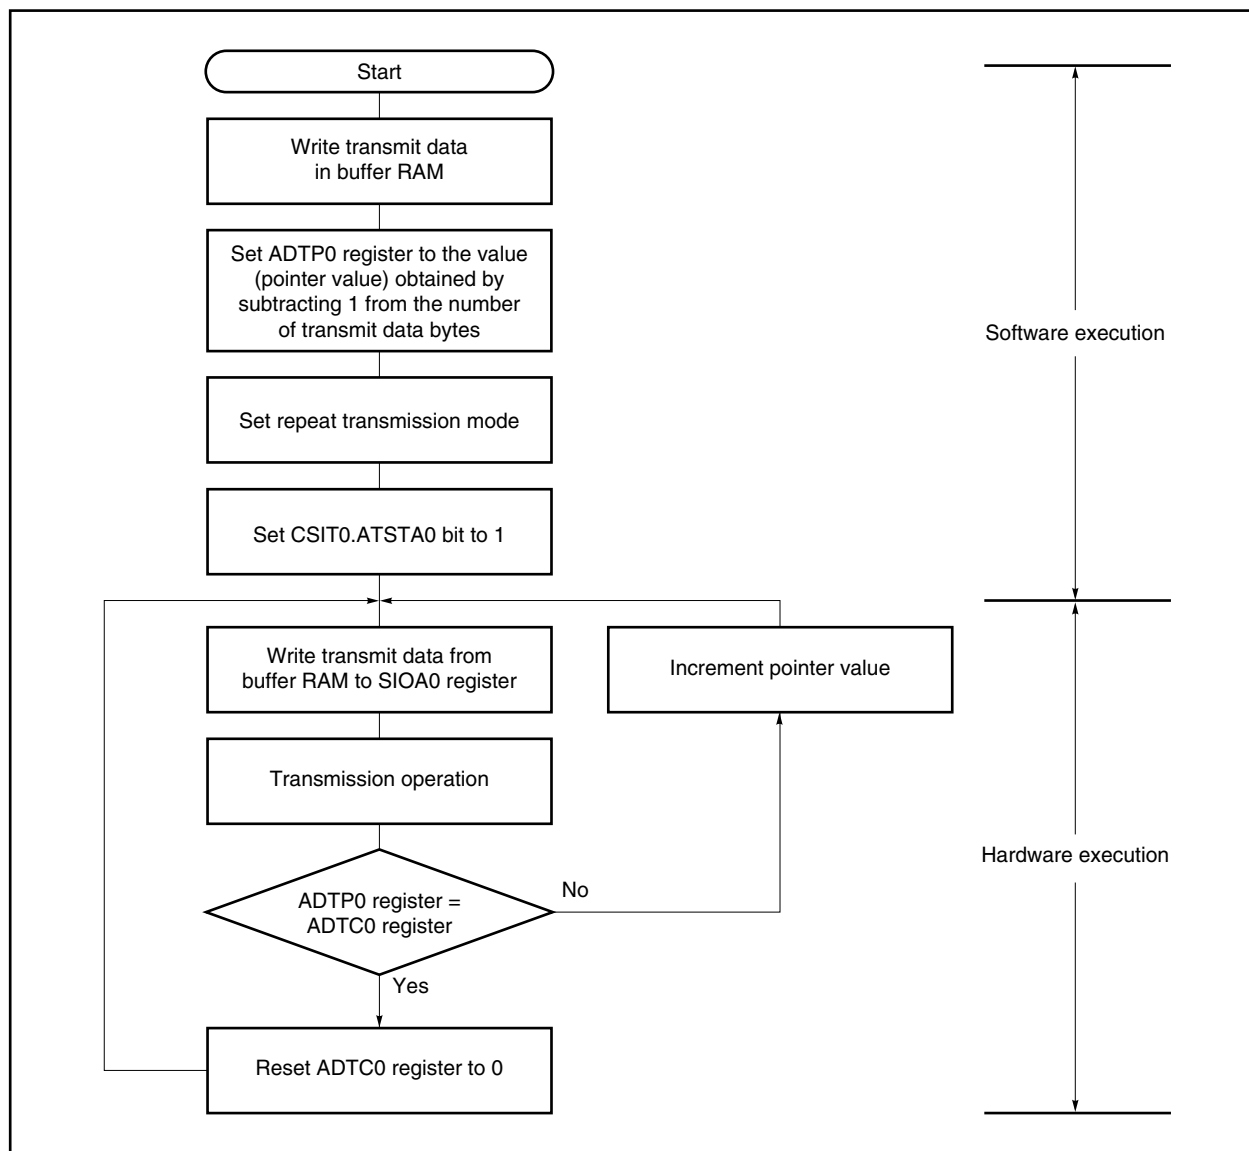 Start
Write transmit data
in buffer RAM
Set ADTP0 register to the value
(pointer value) obtained by
subtracting 1 from the number
of transmit data bytes
Software execution
Set repeat transmission mode
Set CSIT0.ATSTA0 bit to 1
Write transmit data from
buffer RAM to SIOA0 register
Increment pointer value
Transmission operation
Hardware execution
ADTP0 register =
ADTC0 register
No
Yes
Reset ADTC0 register to 0